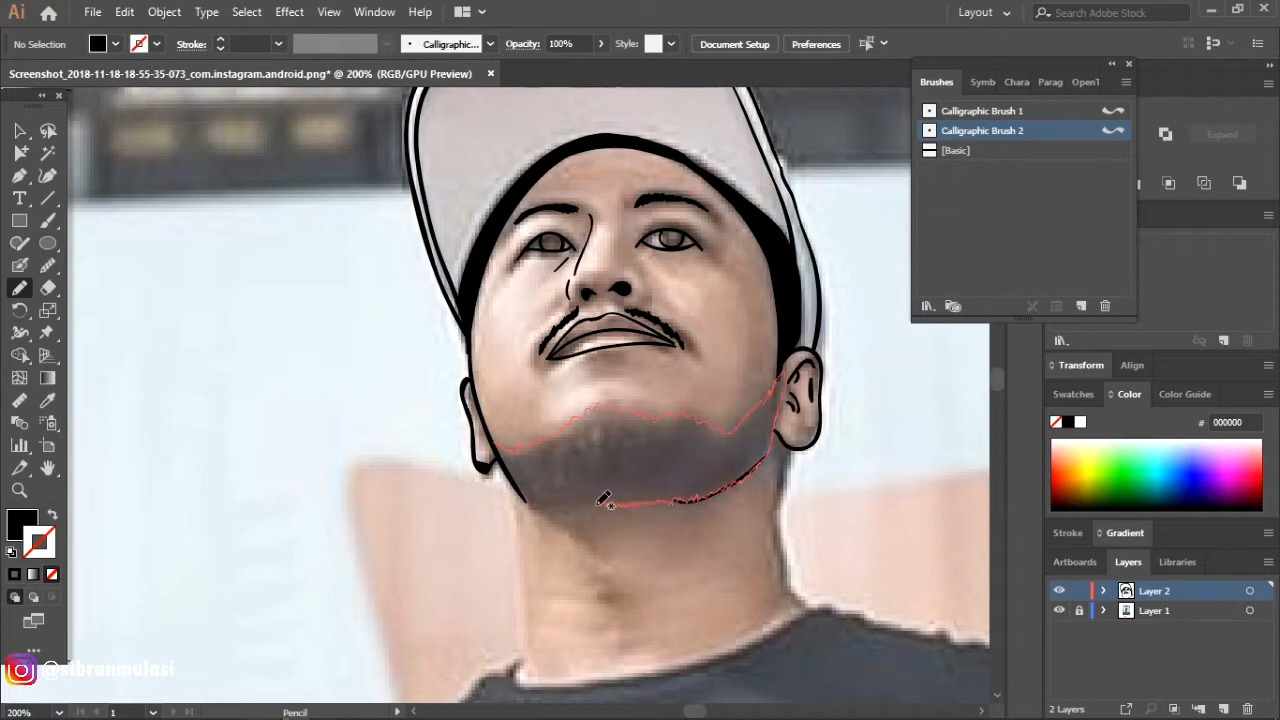 Ai File Edit Object Type Select Effect View Window Help Layout Search Adobe Stock
No Selection Stroke: Calligraphic... Opacity: 100% Style: Document Setup Preferences
Screenshot_2018-11-18-18-55-35-073_com.instagram.android.png* @ 200% (RGB/GPU Preview)
Brushes Symb Chara Parag OpenT
Calligraphic Brush 1
Calligraphic Brush 2
[Basic]
Expand
Transform Align
Swatches Color Color Guide
# 000000
Stroke Gradient
Artboards Layers Libraries
Layer 2
Layer 1
@sibranmulasi
2 Layers
200% 1 Pencil